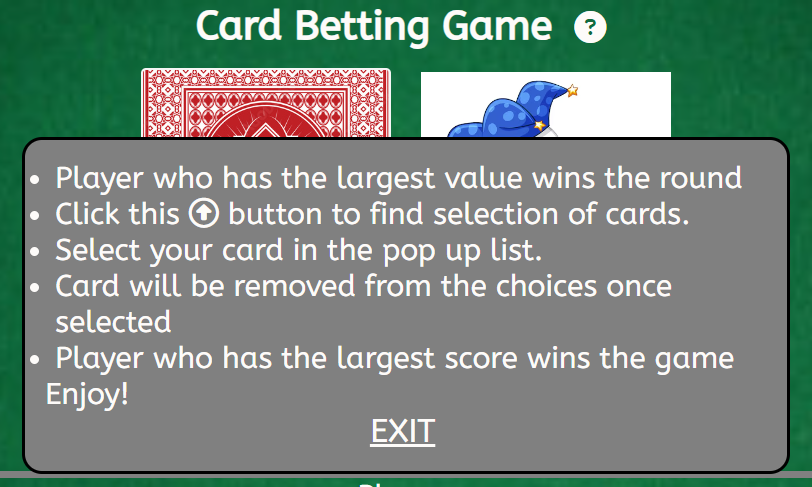 Card Betting Game ?
Player who has the largest value wins the round
Click this button to find selection of cards.
Select your card in the pop up list.
Card will be removed from the choices once
selected
Player who has the largest score wins the game
Enjoy!
EXIT